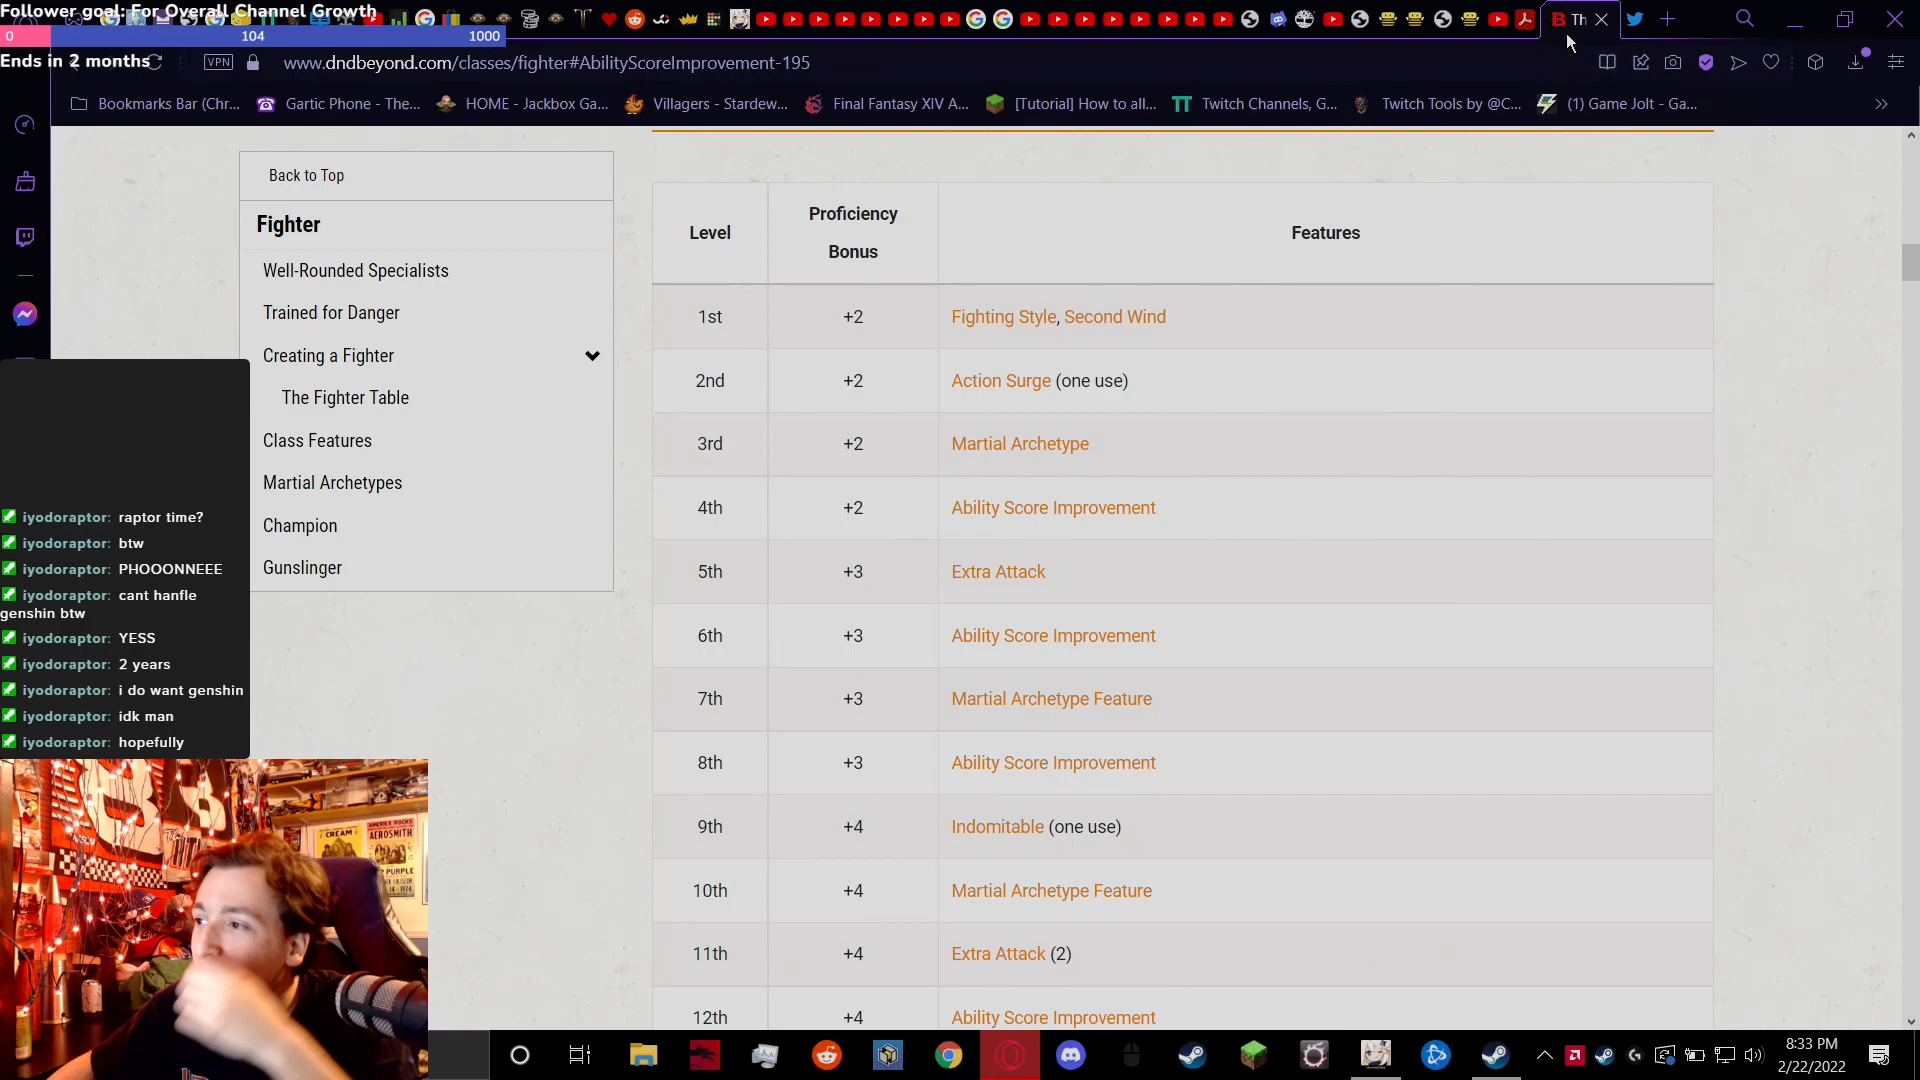 Follower goal: For Overall Channel Growth
0 104 1000
Ends in 2 months
Th
VPN
www.dndbeyond.com/classes/fighter#AbilityScoreImprovement-195
Bookmarks Bar (Chr...
Gartic Phone - The...
HOME - Jackbox Ga...
Villagers - Stardew...
Final Fantasy XIV A...
[Tutorial] How to all...
Twitch Channels, G...
Twitch Tools by @C...
(1) Game Jolt - Ga...
Back to Top
Fighter
Well-Rounded Specialists
Trained for Danger
Creating a Fighter
The Fighter Table
Class Features
Martial Archetypes
Champion
Gunslinger
Level Proficiency Bonus Features
1st +2 Fighting Style, Second Wind
2nd +2 Action Surge (one use)
3rd +2 Martial Archetype
4th +2 Ability Score Improvement
5th +3 Extra Attack
6th +3 Ability Score Improvement
7th +3 Martial Archetype Feature
8th +3 Ability Score Improvement
9th +4 Indomitable (one use)
10th +4 Martial Archetype Feature
11th +4 Extra Attack (2)
12th +4 Ability Score Improvement
iyodoraptor: raptor time?
iyodoraptor: btw
iyodoraptor: PHOOONNEEE
iyodoraptor: cant hanfle
genshin btw
iyodoraptor: YESS
iyodoraptor: 2 years
iyodoraptor: i do want genshin
iyodoraptor: idk man
iyodoraptor: hopefully
CREAM
AMERICA ROCKS
AEROSMITH
PURPLE
8:33 PM
2/22/2022